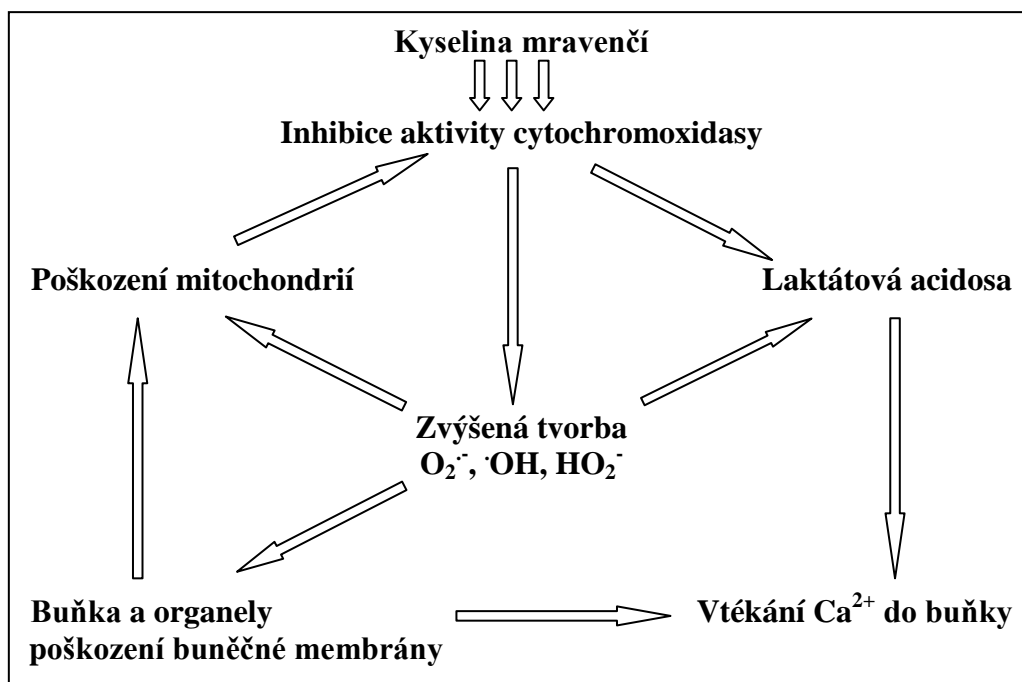 Kyselina mravenčí
Inhibice aktivity cytochromoxidasy
Poškození mitochondrií
Laktátová acidosa
Zvýšená tvorba
O₂·⁻, ·OH, HO₂⁻
Buňka a organely
poškození buněčné membrány
Vtékání Ca²⁺ do buňky